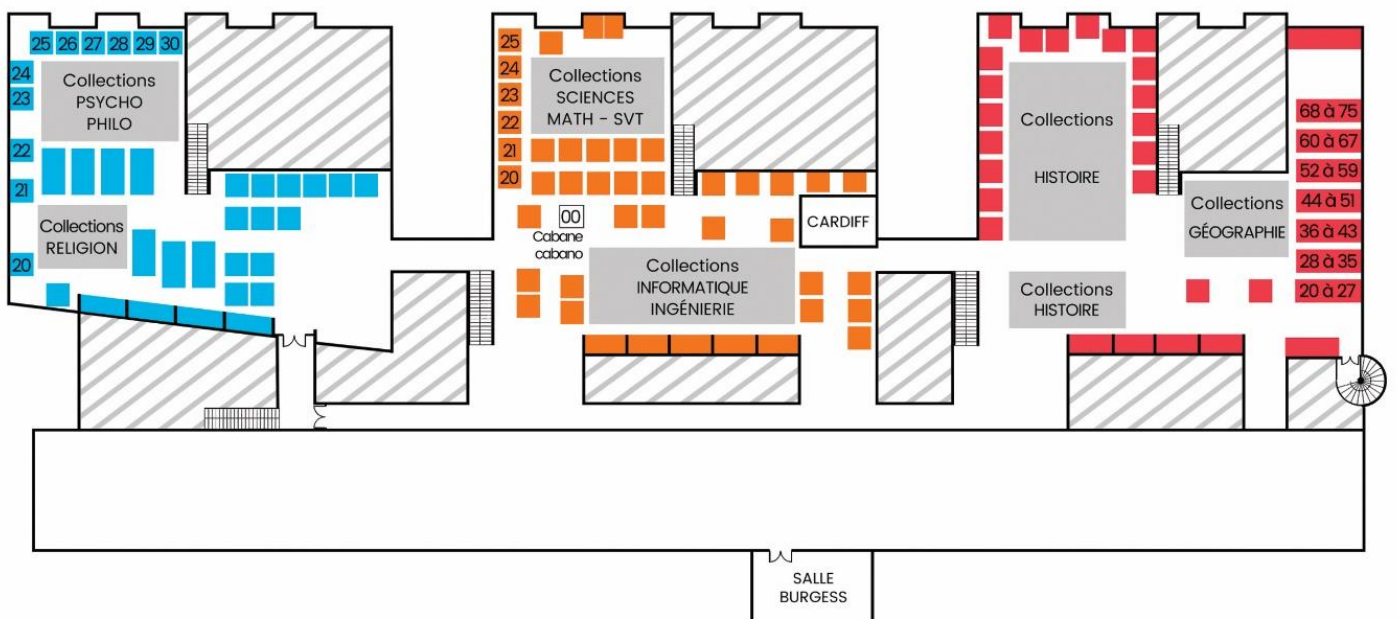 25 26 27 28 29 30
24
23
22
21
20
Collections
PSYCHO
PHILO
Collections
RELIGION
25
24
23
22
21
20
Collections
SCIENCES
MATH - SVT
00
Cabane
cabano
CARDIFF
Collections
INFORMATIQUE
INGÉNIERIE
Collections
HISTOIRE
Collections
HISTOIRE
Collections
GÉOGRAPHIE
68 à 75
60 à 67
52 à 59
44 à 51
36 à 43
28 à 35
20 à 27
SALLE
BURGESS